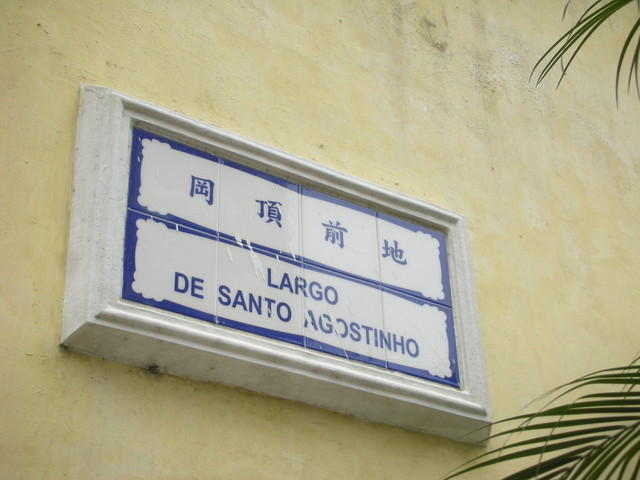 岡頂前地
LARGO
DE SANTO AGOSTINHO